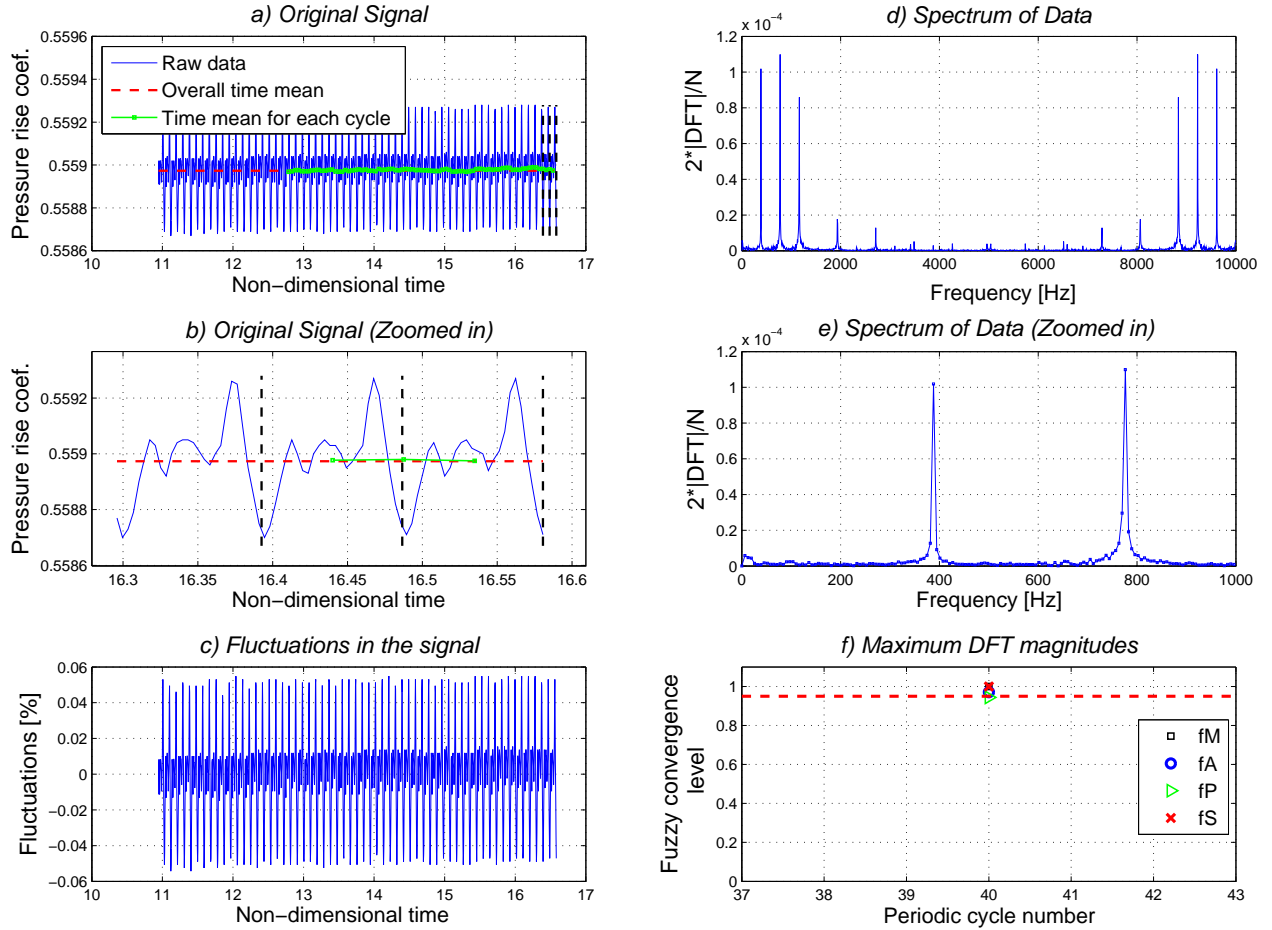 a) Original Signal
Pressure rise coef.
0.5596
0.5594
0.5592
0.559
0.5588
0.5586
Raw data
Overall time mean
Time mean for each cycle
10 11 12 13 14 15 16 17
Non−dimensional time
d) Spectrum of Data
x 10^−4
2*|DFT|/N
1.2
1
0.8
0.6
0.4
0.2
0
0 2000 4000 6000 8000 10000
Frequency [Hz]
b) Original Signal (Zoomed in)
Pressure rise coef.
0.5592
0.559
0.5588
0.5586
16.3 16.35 16.4 16.45 16.5 16.55 16.6
Non−dimensional time
e) Spectrum of Data (Zoomed in)
x 10^−4
2*|DFT|/N
1.2
1
0.8
0.6
0.4
0.2
0
0 200 400 600 800 1000
Frequency [Hz]
c) Fluctuations in the signal
Fluctuations [%]
0.06
0.04
0.02
0
−0.02
−0.04
−0.06
10 11 12 13 14 15 16 17
Non−dimensional time
f) Maximum DFT magnitudes
Fuzzy convergence
level
1
0.8
0.6
0.4
0.2
0
fM
fA
fP
fS
37 38 39 40 41 42 43
Periodic cycle number